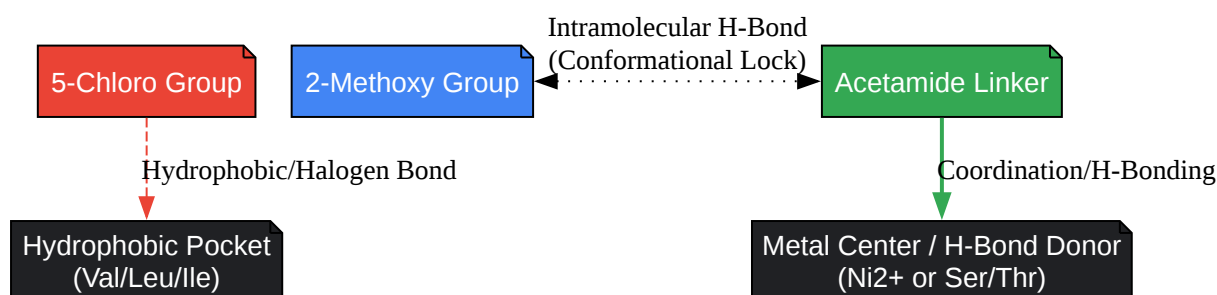 Intramolecular H-Bond
(Conformational Lock)
5-Chloro Group
2-Methoxy Group
Acetamide Linker
Hydrophobic/Halogen Bond
Coordination/H-Bonding
Hydrophobic Pocket
(Val/Leu/Ile)
Metal Center / H-Bond Donor
(Ni2+ or Ser/Thr)